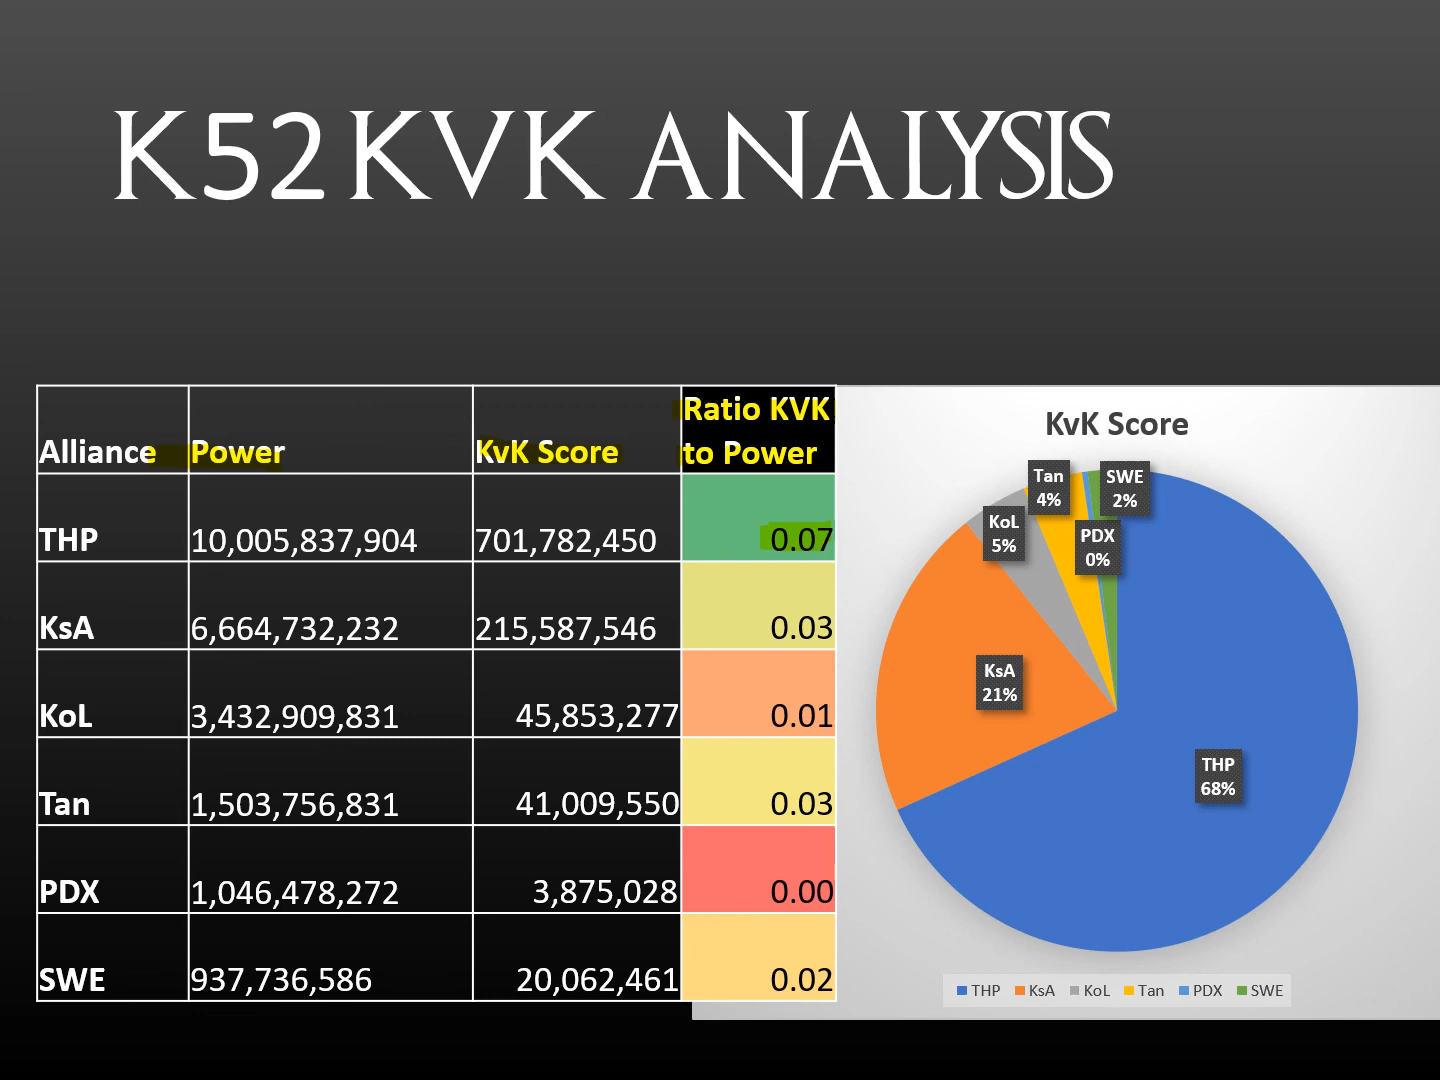 K52 KVK ANALYSIS
Alliance Power KvK Score Ratio KVK to Power
THP 10,005,837,904 701,782,450 0.07
KsA 6,664,732,232 215,587,546 0.03
KoL 3,432,909,831 45,853,277 0.01
Tan 1,503,756,831 41,009,550 0.03
PDX 1,046,478,272 3,875,028 0.00
SWE 937,736,586 20,062,461 0.02
KvK Score
Tan
4%
SWE
2%
KoL
5%
PDX
0%
KsA
21%
THP
68%
THP KsA KoL Tan PDX SWE